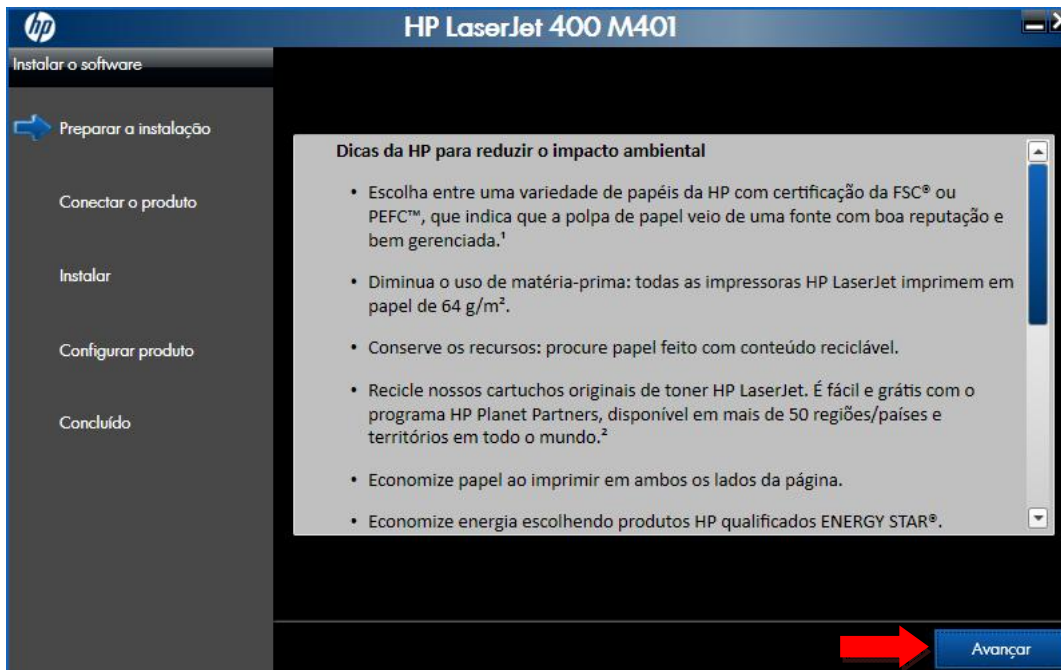 hp
HP LaserJet 400 M401
Instalar o software
Preparar a instalação
Conectar o produto
Instalar
Configurar produto
Concluído
Dicas da HP para reduzir o impacto ambiental
• Escolha entre uma variedade de papéis da HP com certificação da FSC® ou
PEFC™, que indica que a polpa de papel veio de uma fonte com boa reputação e
bem gerenciada.¹
• Diminua o uso de matéria-prima: todas as impressoras HP LaserJet imprimem em
papel de 64 g/m².
• Conserve os recursos: procure papel feito com conteúdo reciclável.
• Recicle nossos cartuchos originais de toner HP LaserJet. É fácil e grátis com o
programa HP Planet Partners, disponível em mais de 50 regiões/países e
territórios em todo o mundo.²
• Economize papel ao imprimir em ambos os lados da página.
• Economize energia escolhendo produtos HP qualificados ENERGY STAR®.
Avançar